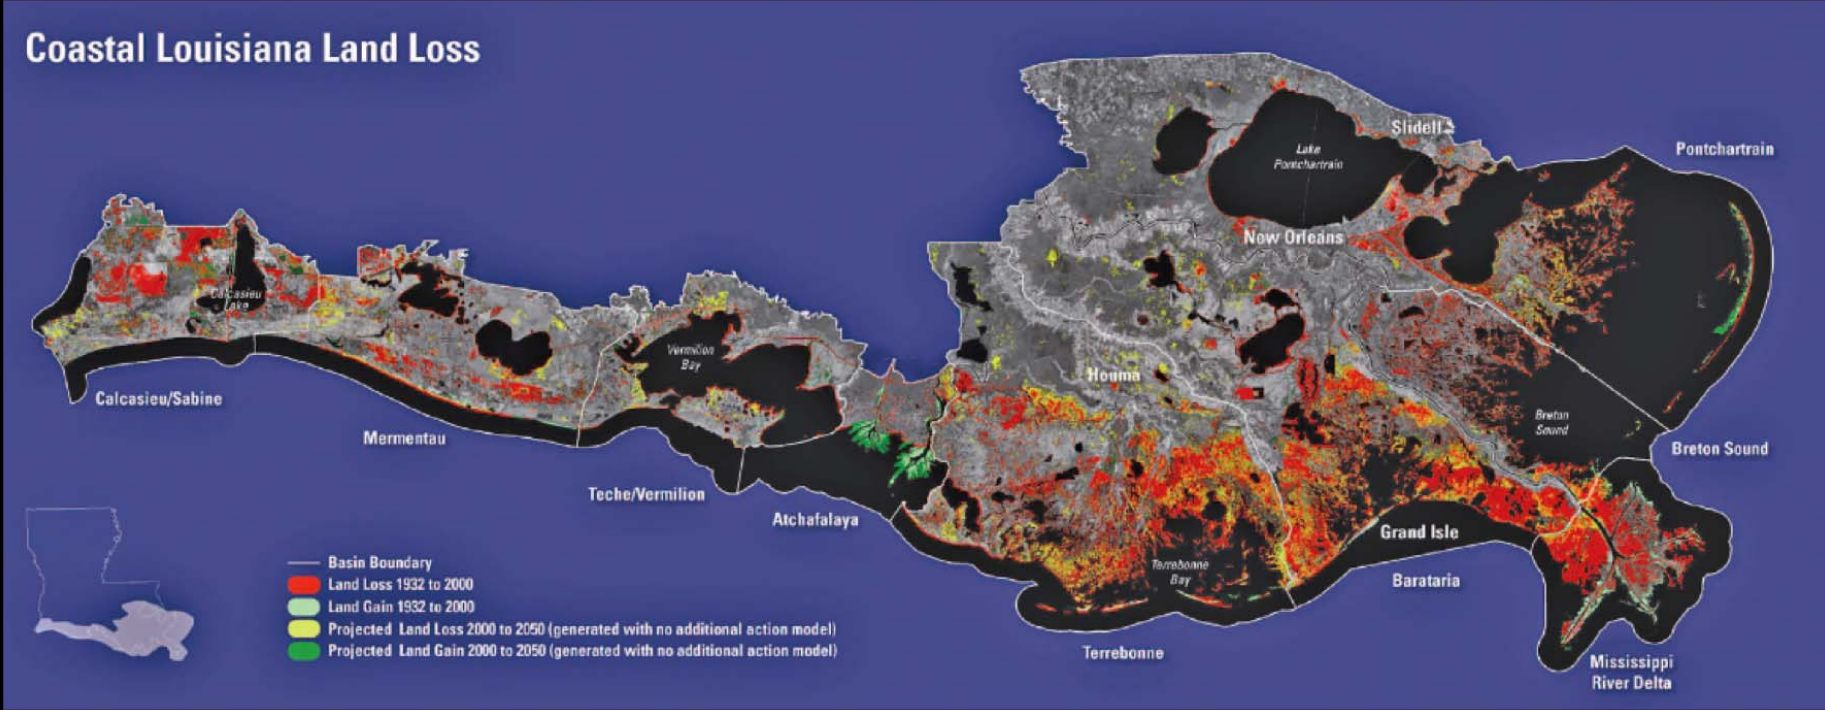 Coastal Louisiana Land Loss
Slidell
Pontchartrain
Lake
Pontchartrain
New Orleans
Calcasieu
Lake
Vermilion
Bay
Houma
Calcasieu/Sabine
Mermentau
Breton
Sound
Breton Sound
Teche/Vermilion
Atchafalaya
Grand Isle
Terrebonne
Bay
Barataria
Terrebonne
Mississippi
River Delta
Basin Boundary
Land Loss 1932 to 2000
Land Gain 1932 to 2000
Projected Land Loss 2000 to 2050 (generated with no additional action model)
Projected Land Gain 2000 to 2050 (generated with no additional action model)